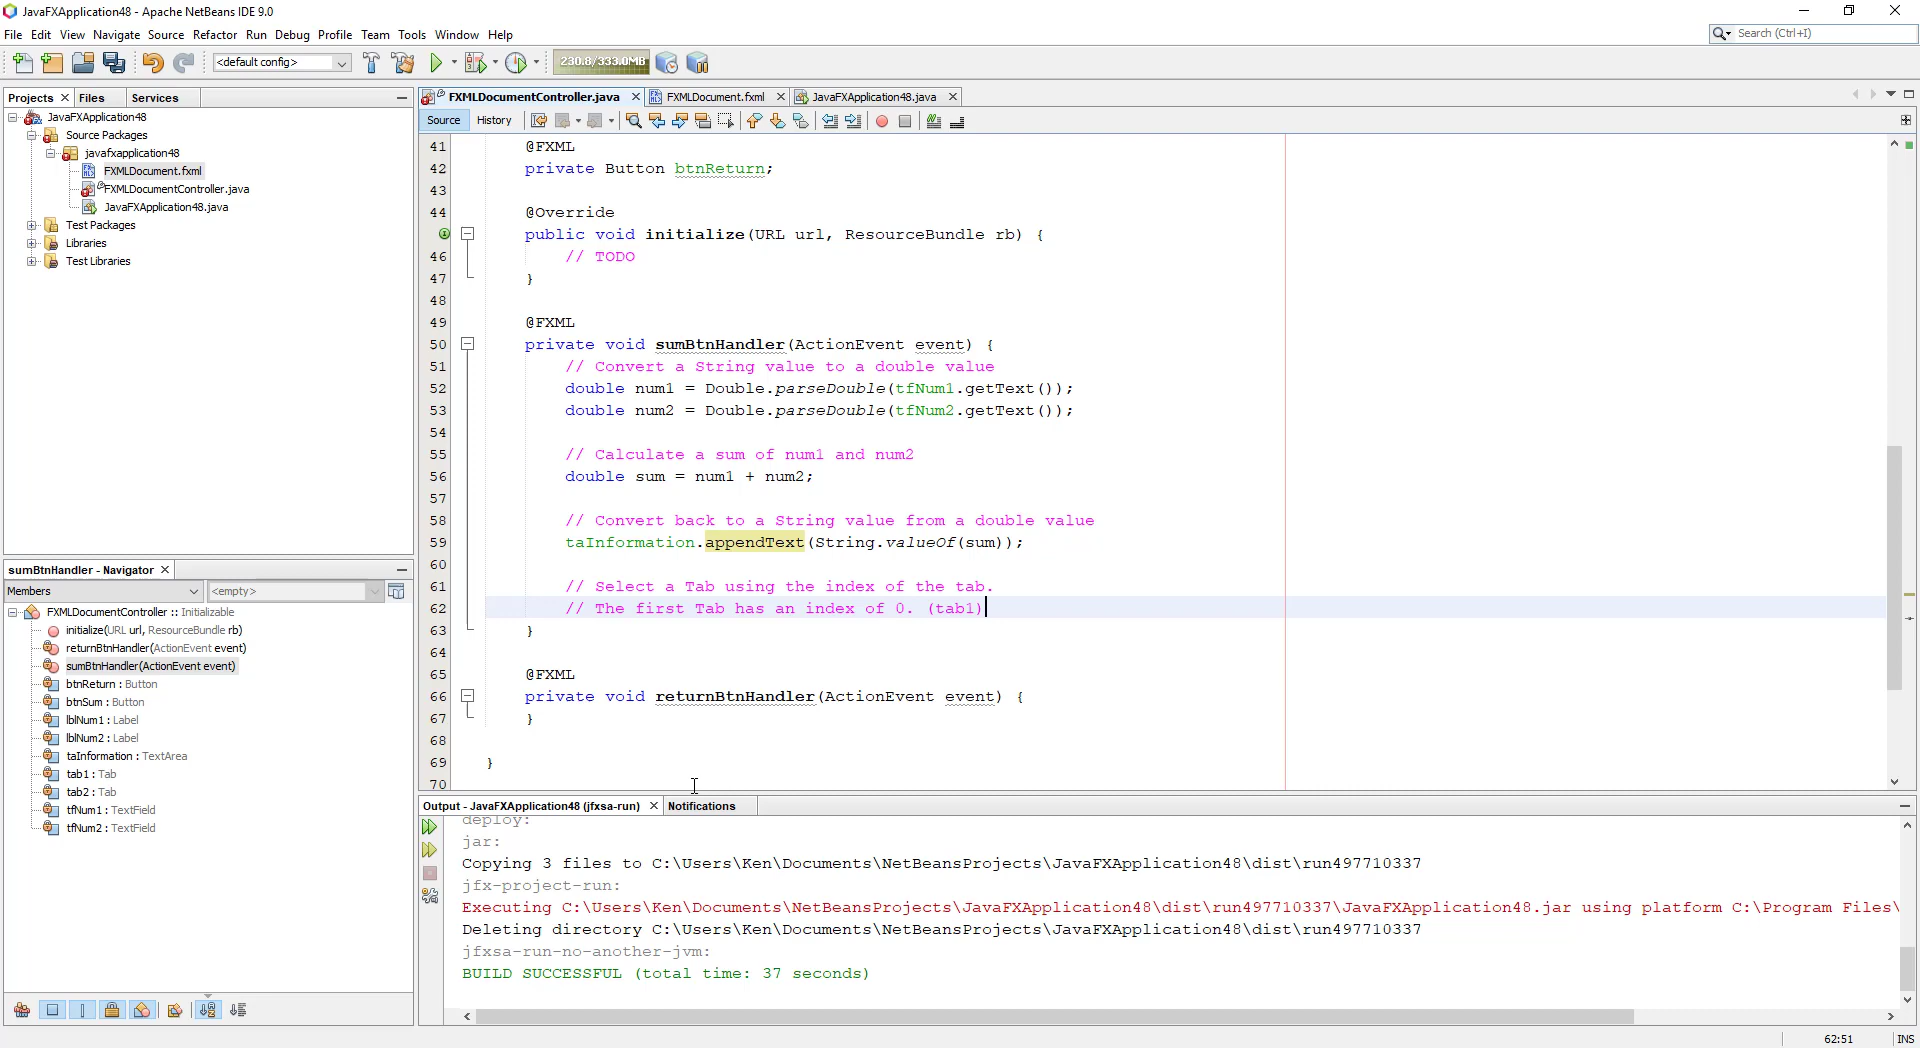 JavaFXApplication48 - Apache NetBeans IDE 9.0
File Edit View Navigate Source Refactor Run Debug Profile Team Tools Window Help
Search (Ctrl+I)
<default config>
230.8/333.0MB
Projects Files Services
JavaFXApplication48
Source Packages
javafxapplication48
FXMLDocument.fxml
FXMLDocumentController.java
JavaFXApplication48.java
Test Packages
Libraries
Test Libraries
sumBtnHandler - Navigator
Members <empty>
FXMLDocumentController :: Initializable
initialize(URL url, ResourceBundle rb)
returnBtnHandler(ActionEvent event)
sumBtnHandler(ActionEvent event)
btnReturn : Button
btnSum : Button
lblNum1 : Label
lblNum2 : Label
taInformation : TextArea
tab1 : Tab
tab2 : Tab
tfNum1 : TextField
tfNum2 : TextField
FXMLDocumentController.java FXMLDocument.fxml JavaFXApplication48.java
Source History
41 @FXML
42 private Button btnReturn;
43
44 @Override
public void initialize(URL url, ResourceBundle rb) {
46 // TODO
47 }
48
49 @FXML
50 private void sumBtnHandler(ActionEvent event) {
51 // Convert a String value to a double value
52 double num1 = Double.parseDouble(tfNum1.getText());
53 double num2 = Double.parseDouble(tfNum2.getText());
54
55 // Calculate a sum of num1 and num2
56 double sum = num1 + num2;
57
58 // Convert back to a String value from a double value
59 taInformation.appendText(String.valueOf(sum));
60
61 // Select a Tab using the index of the tab.
62 // The first Tab has an index of 0. (tab1)
63 }
64
65 @FXML
66 private void returnBtnHandler(ActionEvent event) {
67 }
68
69 }
70
Output - JavaFXApplication48 (jfxsa-run) Notifications
deploy:
jar:
Copying 3 files to C:\Users\Ken\Documents\NetBeansProjects\JavaFXApplication48\dist\run497710337
jfx-project-run:
Executing C:\Users\Ken\Documents\NetBeansProjects\JavaFXApplication48\dist\run497710337\JavaFXApplication48.jar using platform C:\Program Files\
Deleting directory C:\Users\Ken\Documents\NetBeansProjects\JavaFXApplication48\dist\run497710337
jfxsa-run-no-another-jvm:
BUILD SUCCESSFUL (total time: 37 seconds)
62:51 INS